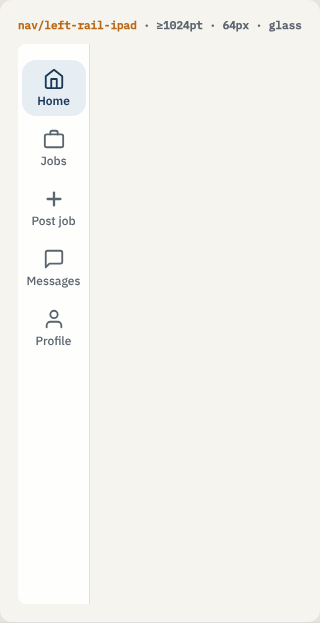 nav/left-rail-ipad · ≥1024pt · 64px · glass
Home
Jobs
Post job
Messages
Profile